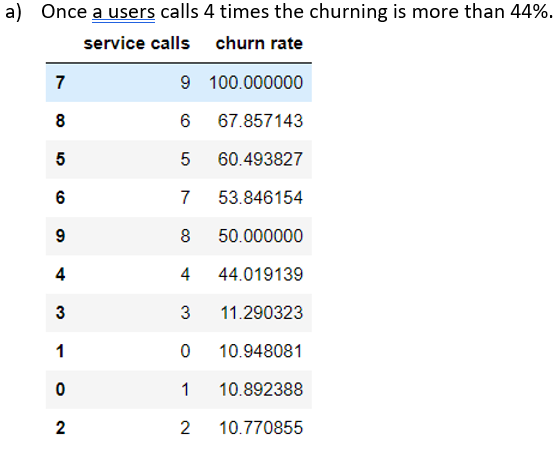 a) Once a users calls 4 times the churning is more than 44%.
service calls churn rate
7 9 100.000000
8 6 67.857143
5 5 60.493827
6 7 53.846154
9 8 50.000000
4 4 44.019139
3 3 11.290323
1 0 10.948081
0 1 10.892388
2 2 10.770855